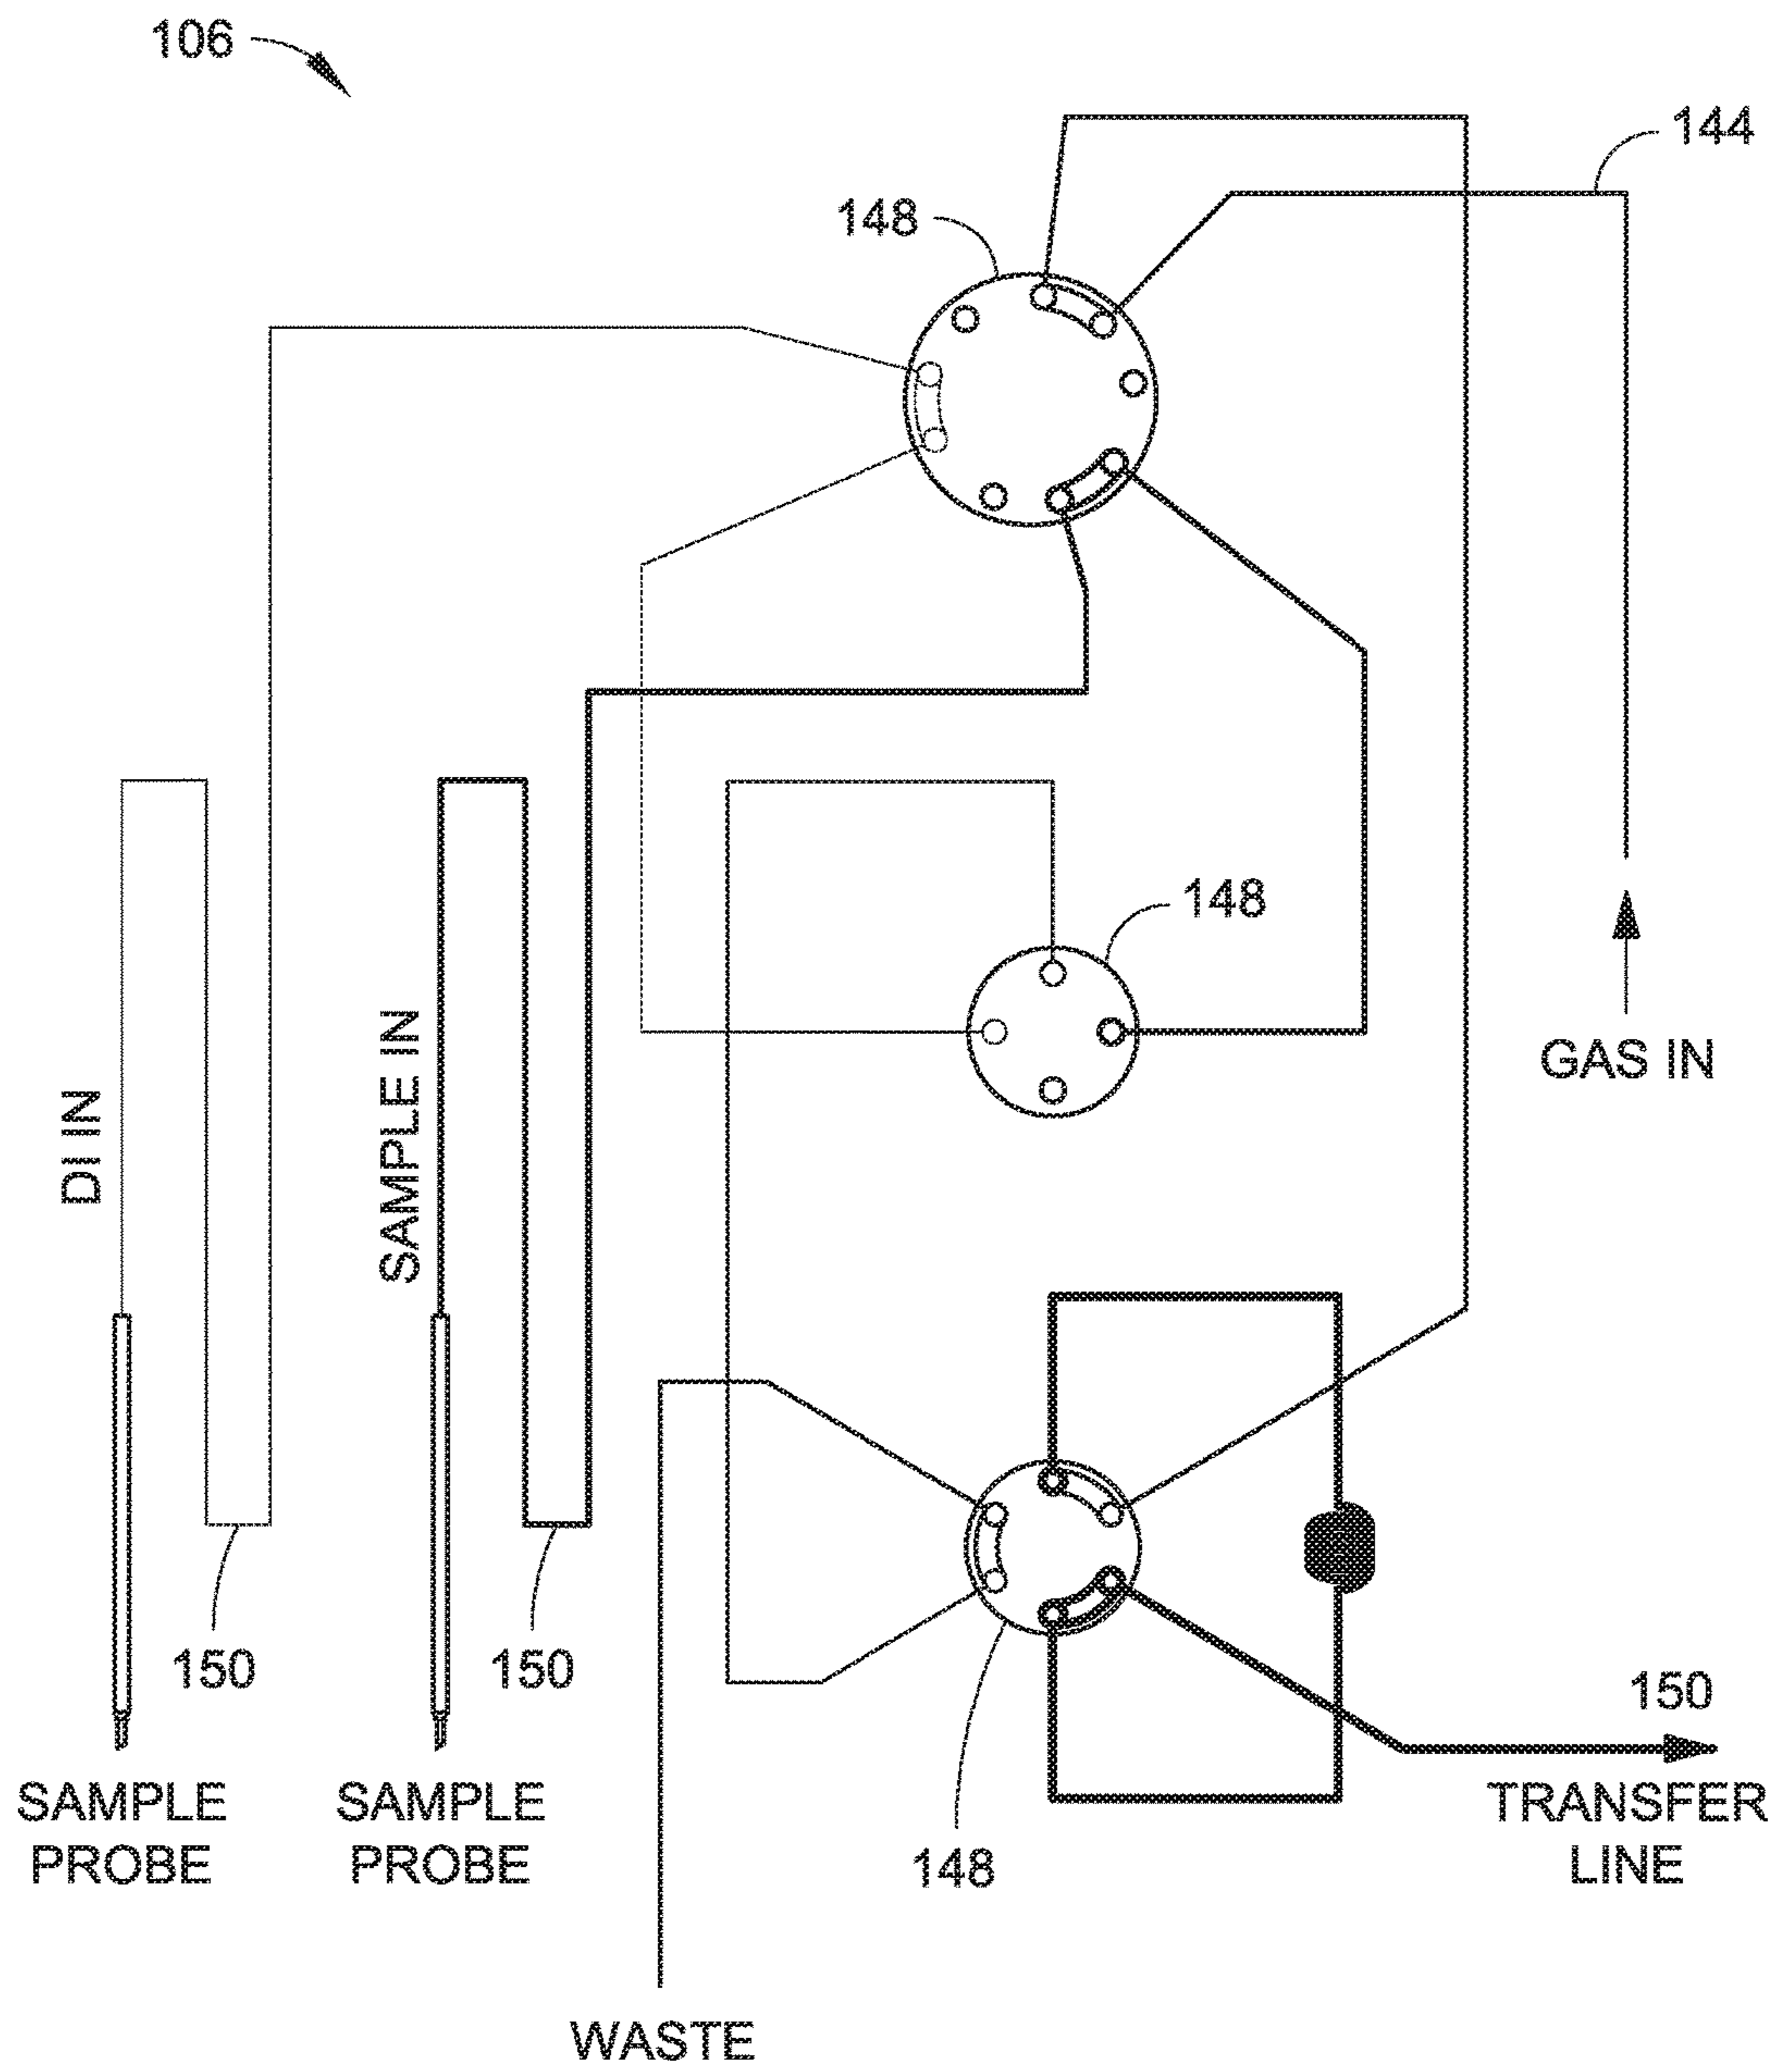 106
144
148
148
GAS IN
SAMPLE IN
DI IN
150
150
150
SAMPLE
PROBE
SAMPLE
PROBE
TRANSFER
LINE
148
WASTE